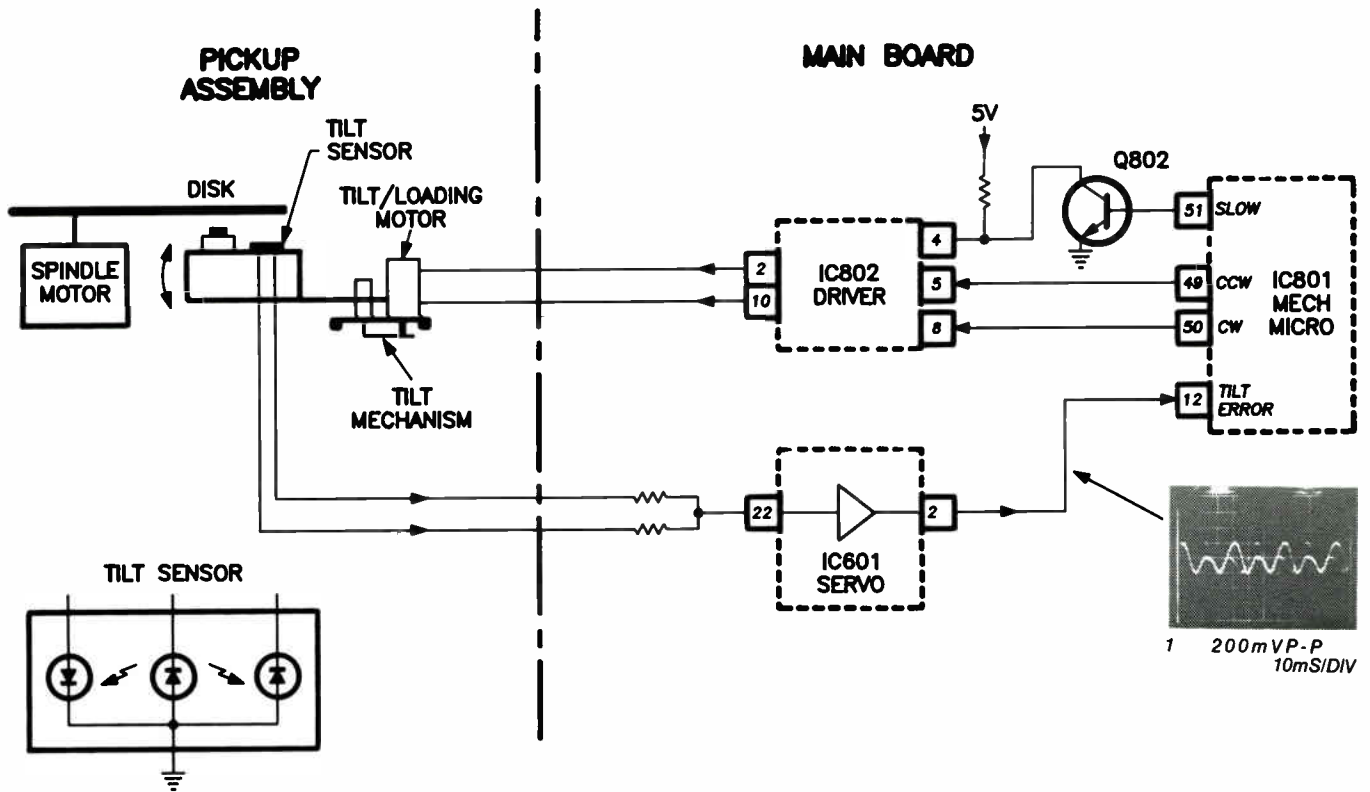 PICKUP
ASSEMBLY
MAIN BOARD
TILT
SENSOR
DISK
TILT/LOADING
MOTOR
SPINDLE
MOTOR
TILT
MECHANISM
5V
Q802
2
10
IC802
DRIVER
4
5
8
51 SLOW
49 CCW
50 CW
12 TILT
ERROR
IC801
MECH
MICRO
22
2
IC601
SERVO
TILT SENSOR
1 200mVP-P
10mS/DIV